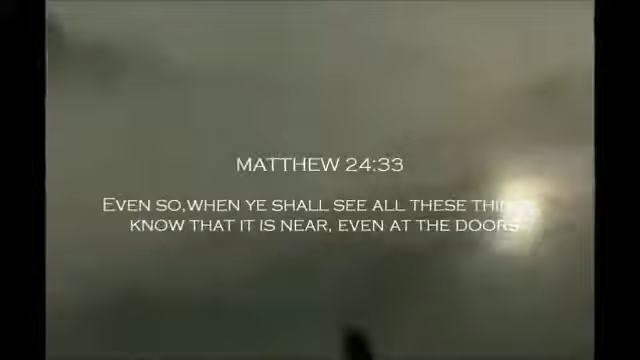 MATTHEW 24:33
EVEN SO,WHEN YE SHALL SEE ALL THESE THINGS
KNOW THAT IT IS NEAR, EVEN AT THE DOORS